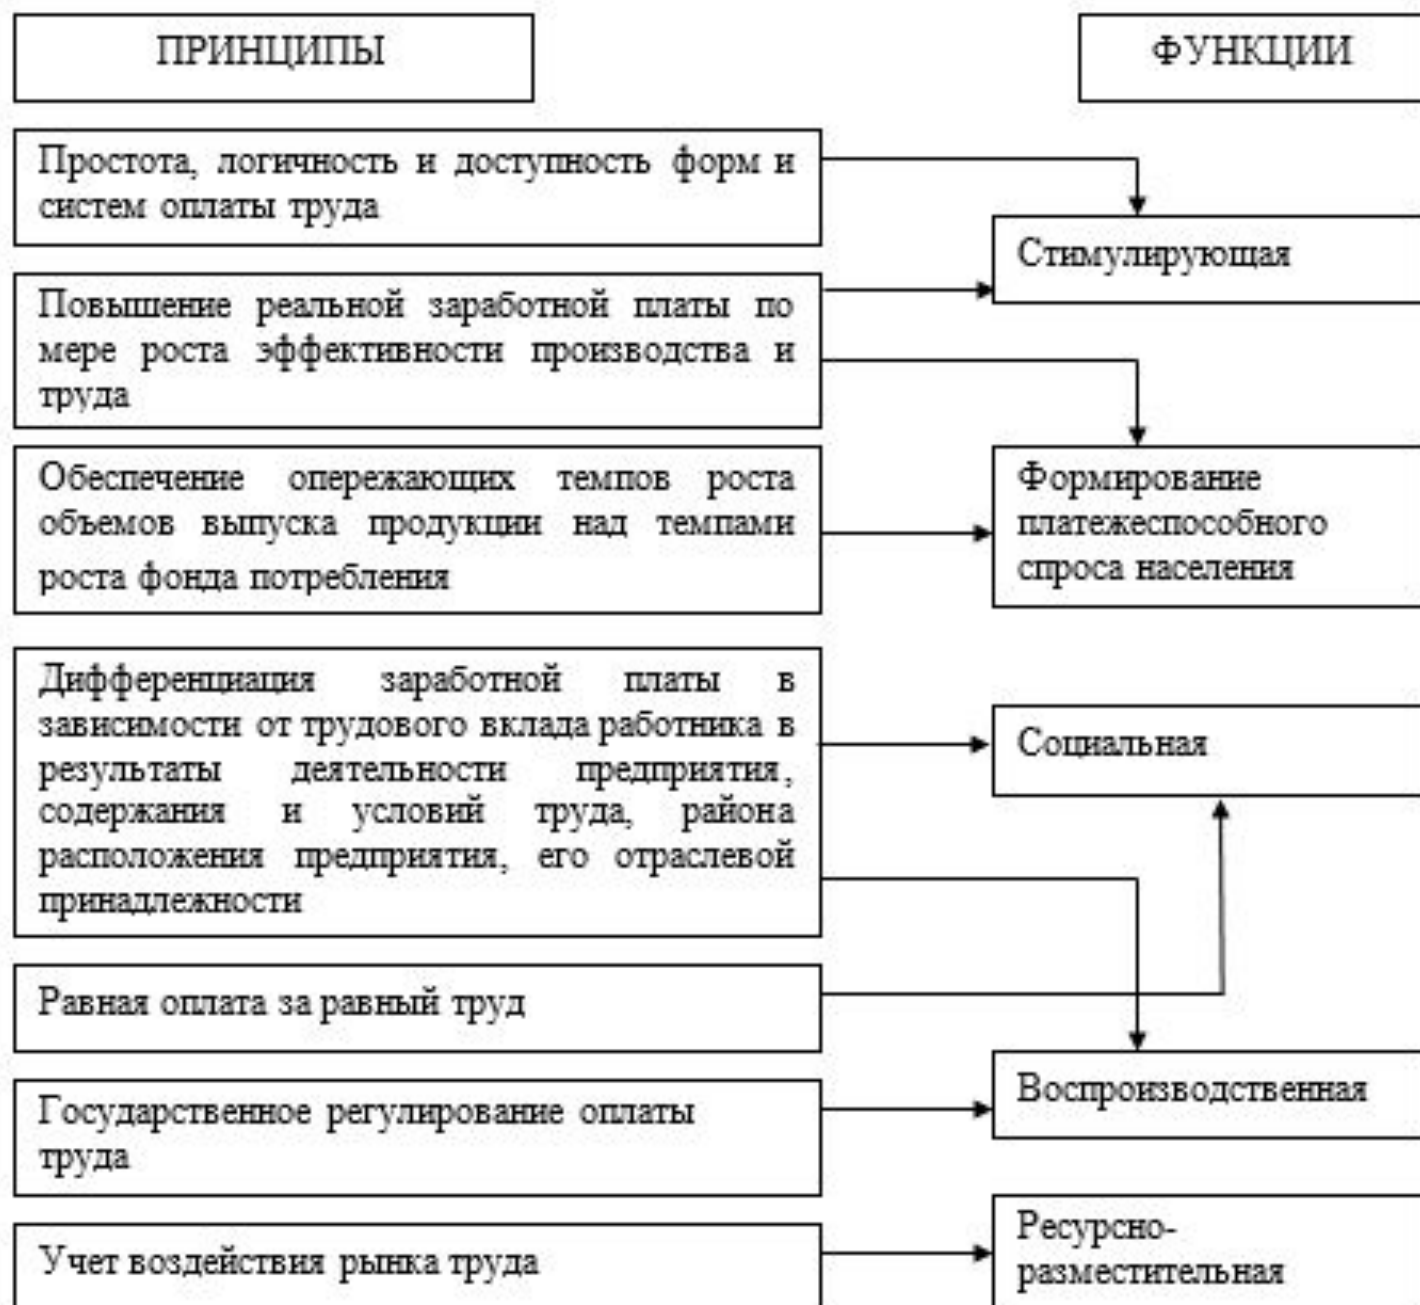 ПРИНЦИПЫ
ФУНКЦИИ
Простота, логичность и доступность форм и
систем оплаты труда
Стимулирующая
Повышение реальной заработной платы по
мере роста эффективности производства и
труда
Обеспечение опережающих темпов роста
объемов выпуска продукции над темпами
роста фонда потребления
Формирование
платежеспособного
спроса населения
Дифференциация заработной платы в
зависимости от трудового вклада работника в
результаты деятельности предприятия,
содержания и условий труда, района
расположения предприятия, его отраслевой
принадлежности
Социальная
Равная оплата за равный труд
Воспроизводственная
Государственное регулирование оплаты
труда
Учет воздействия рынка труда
Ресурсно-
разместительная